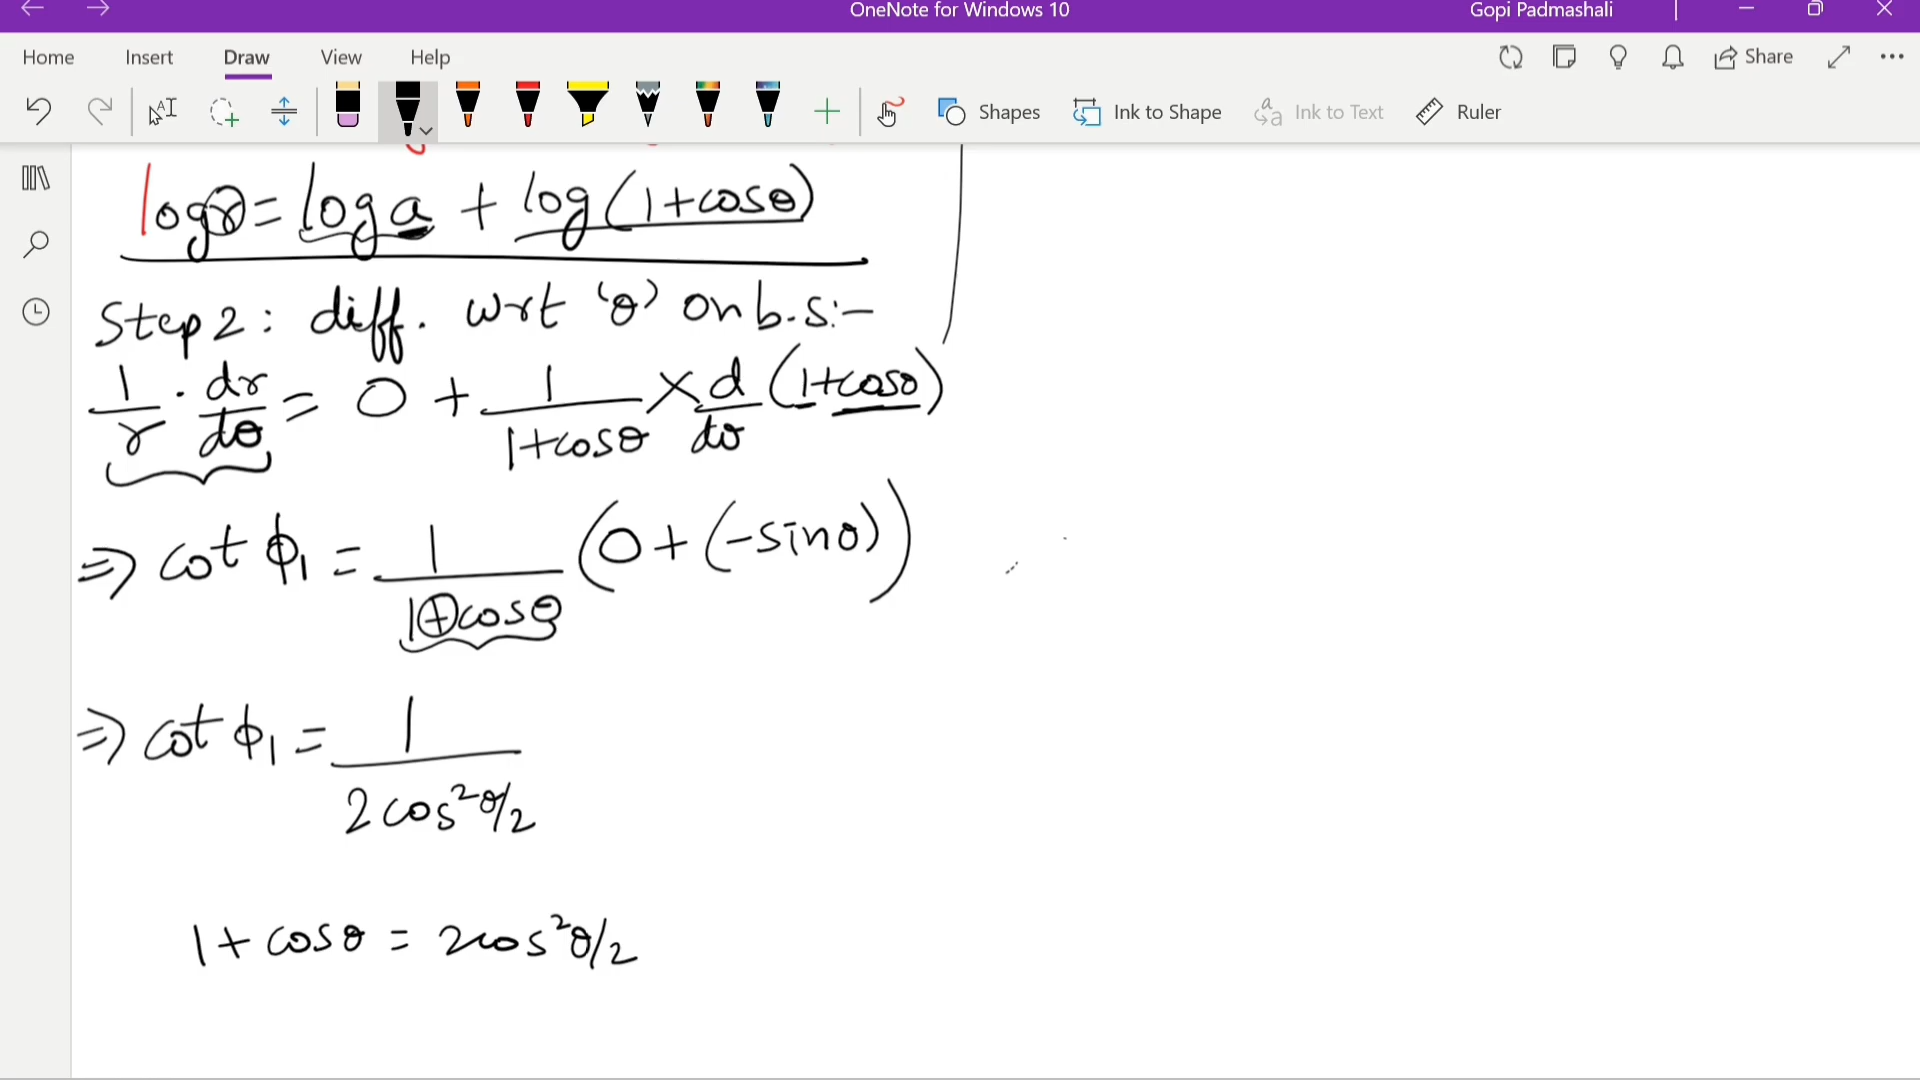 OneNote for Windows 10
Gopi Padmashali
Home Insert Draw View Help
Share
Shapes Ink to Shape Ink to Text Ruler
log r = log a + log (1+cosθ)
Step 2: diff. wrt 'θ' on b.s:-
1/r · dr/dθ = 0 + 1/(1+cosθ) × d/dθ (1+cosθ)
⇒ cot ϕ₁ = 1/(1+cosθ) (0+(-sinθ))
⇒ cot ϕ₁ = 1/(2cos²θ/2)
1+cosθ = 2cos²θ/2